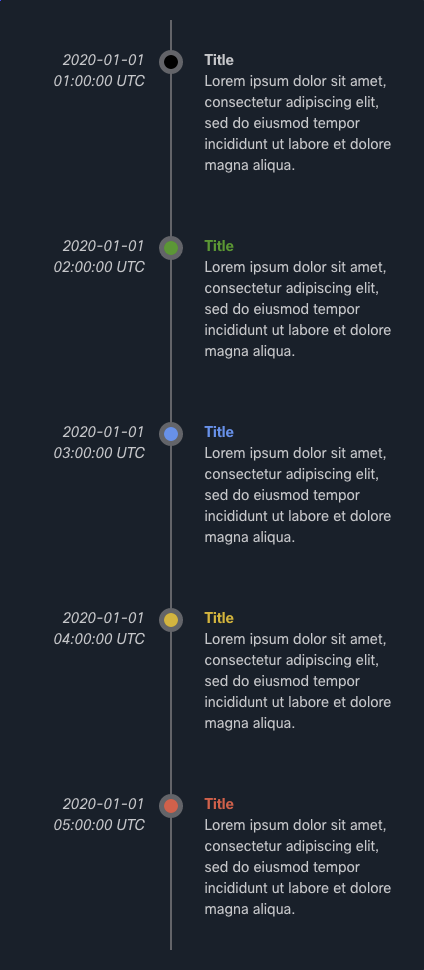 2020-01-01
01:00:00 UTC
Title
Lorem ipsum dolor sit amet,
consectetur adipiscing elit,
sed do eiusmod tempor
incididunt ut labore et dolore
magna aliqua.
2020-01-01
02:00:00 UTC
Title
Lorem ipsum dolor sit amet,
consectetur adipiscing elit,
sed do eiusmod tempor
incididunt ut labore et dolore
magna aliqua.
2020-01-01
03:00:00 UTC
Title
Lorem ipsum dolor sit amet,
consectetur adipiscing elit,
sed do eiusmod tempor
incididunt ut labore et dolore
magna aliqua.
2020-01-01
04:00:00 UTC
Title
Lorem ipsum dolor sit amet,
consectetur adipiscing elit,
sed do eiusmod tempor
incididunt ut labore et dolore
magna aliqua.
2020-01-01
05:00:00 UTC
Title
Lorem ipsum dolor sit amet,
consectetur adipiscing elit,
sed do eiusmod tempor
incididunt ut labore et dolore
magna aliqua.